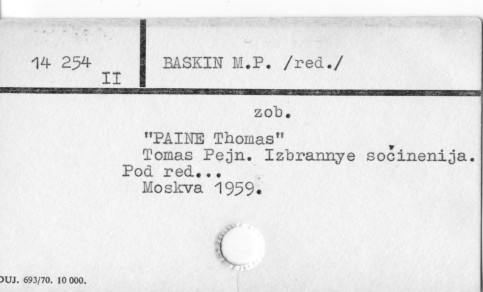 14 254
II
BASKIN M.P. /red./
zob.
"PAINE Thomas"
Tomas Pejn. Izbrannye sočinenija.
Pod red...
Moskva 1959.
DUJ. 693/70. 10 000.